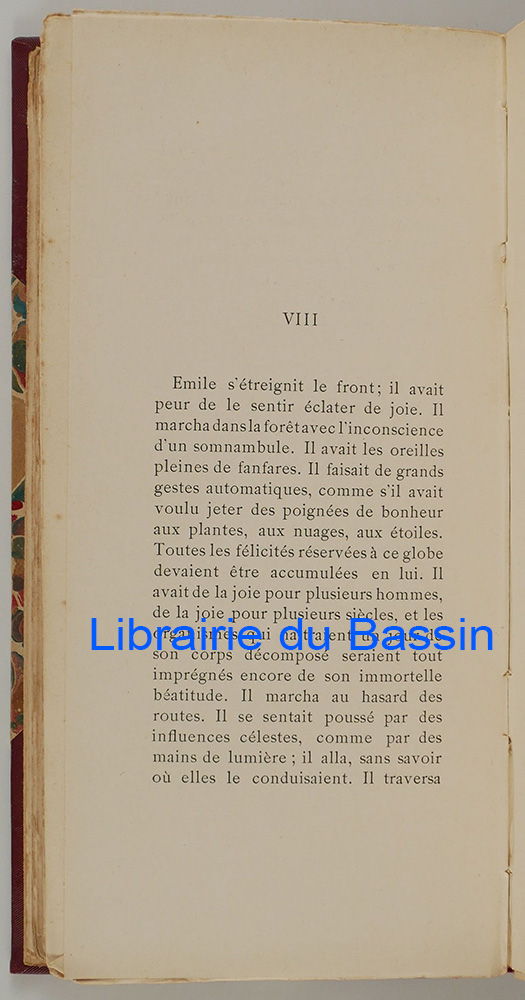 VIII
Emile s'étreignit le front; il avait
peur de le sentir éclater de joie. Il
marcha dans la forêt avec l'inconscience
d'un somnambule. Il avait les oreilles
pleines de fanfares. Il faisait de grands
gestes automatiques, comme s'il avait
voulu jeter des poignées de bonheur
aux plantes, aux nuages, aux étoiles.
Toutes les félicités réservées à ce globe
devaient être accumulées en lui. Il
avait de la joie pour plusieurs hommes,
de la joie pour plusieurs siècles, et les
organismes qui naîtraient un jour de
Librairie du Bassin
son corps décomposé seraient tout
imprégnés encore de son immortelle
béatitude. Il marcha au hasard des
routes. Il se sentait poussé par des
influences célestes, comme par des
mains de lumière ; il alla, sans savoir
où elles le conduisaient. Il traversa